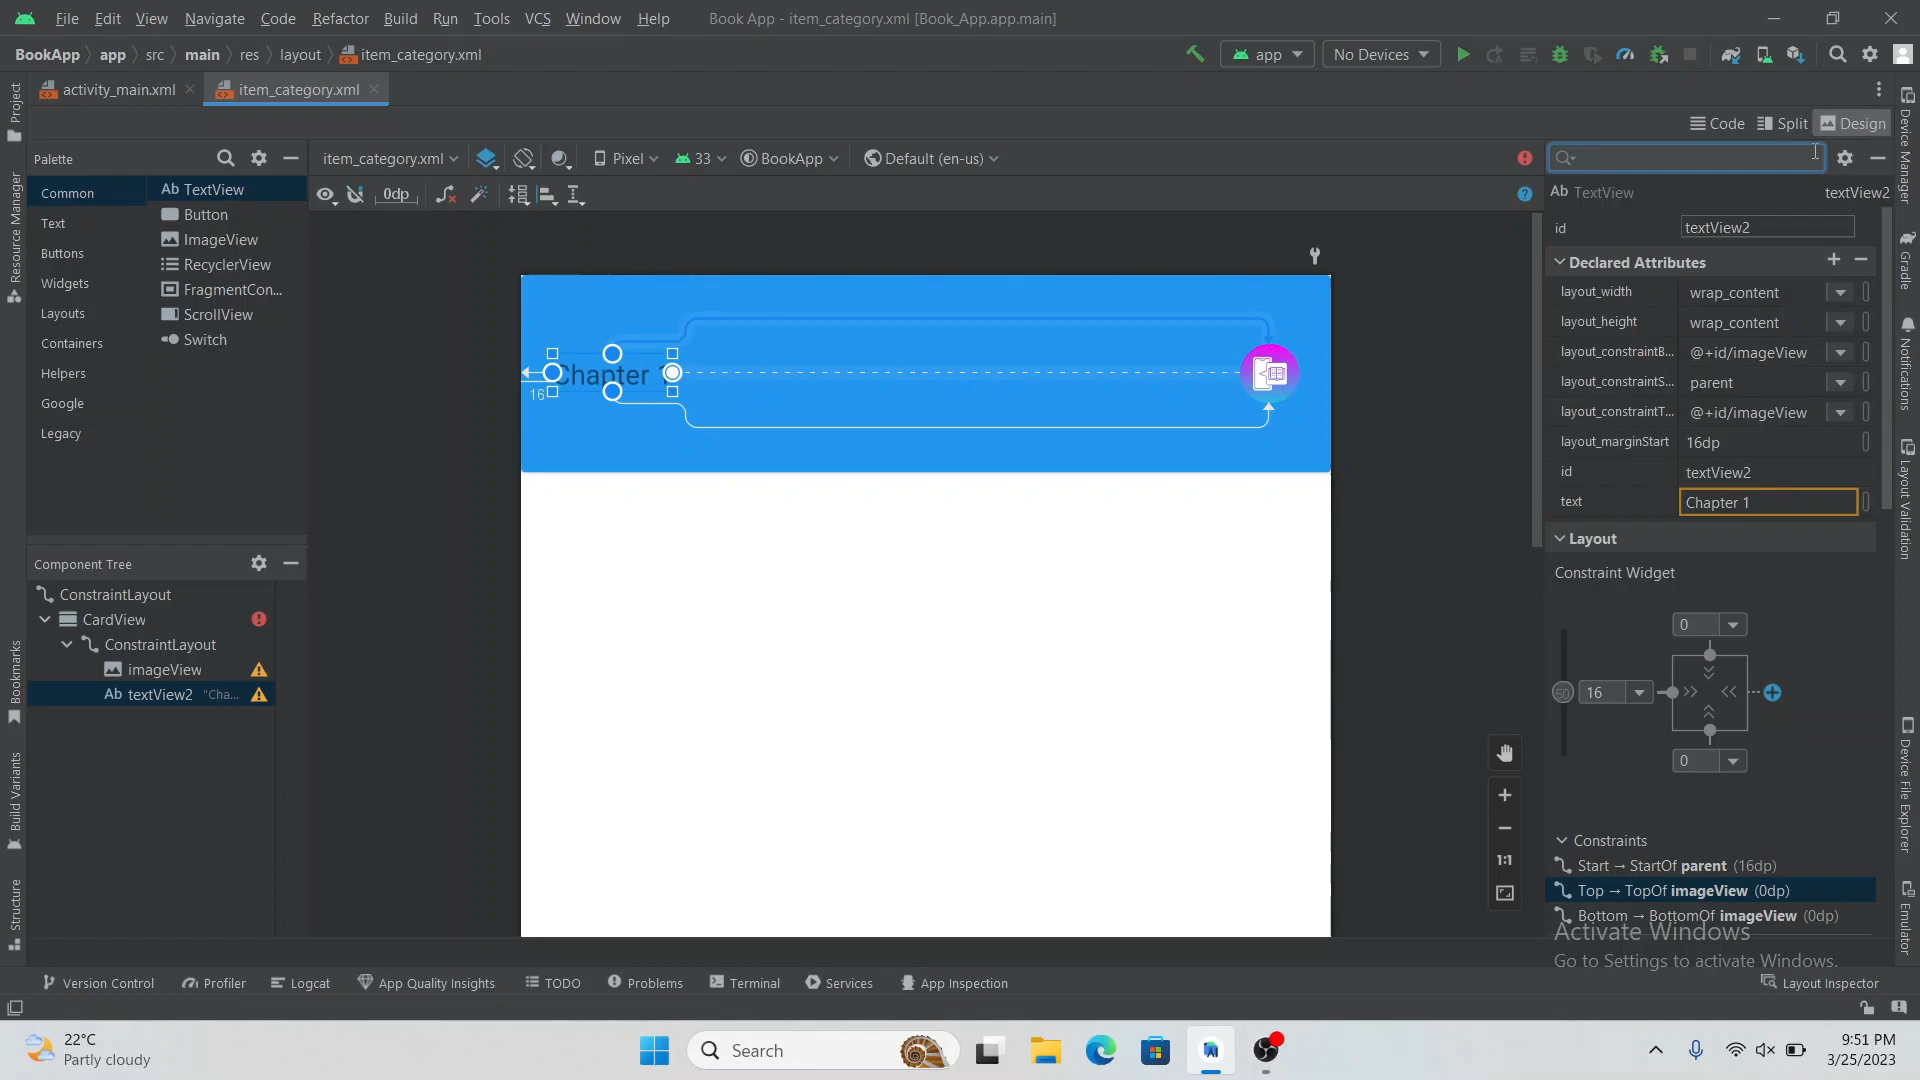 File Edit View Navigate Code Refactor Build Run Tools VCS Window Help Book App - item_category.xml [Book_App.app.main]
BookApp app src main res layout item_category.xml app No Devices
activity_main.xml item_category.xml
Code Split Design
Palette
item_category.xml Pixel 33 BookApp Default (en-us)
Common
Text
Buttons
Widgets
Layouts
Containers
Helpers
Google
Legacy
Ab TextView
Button
ImageView
RecyclerView
FragmentCon...
ScrollView
Switch
0dp
Chapter 1
16
Component Tree
ConstraintLayout
CardView
ConstraintLayout
imageView
Ab textView2 "Cha...
1:1
Ab TextView textView2
id textView2
Declared Attributes
layout_width wrap_content
layout_height wrap_content
layout_constraintB... @+id/imageView
layout_constraintS... parent
layout_constraintT... @+id/imageView
layout_marginStart 16dp
id textView2
text Chapter 1
Layout
Constraint Widget
0
50 16
0
Constraints
Start → StartOf parent (16dp)
Top → TopOf imageView (0dp)
Bottom → BottomOf imageView (0dp)
Activate Windows
Go to Settings to activate Windows.
Project
Resource Manager
Bookmarks
Build Variants
Structure
Device Manager
Gradle
Notifications
Layout Validation
Device File Explorer
Emulator
Version Control Profiler Logcat App Quality Insights TODO Problems Terminal Services App Inspection Layout Inspector
22°C
Partly cloudy
Search
9:51 PM
3/25/2023